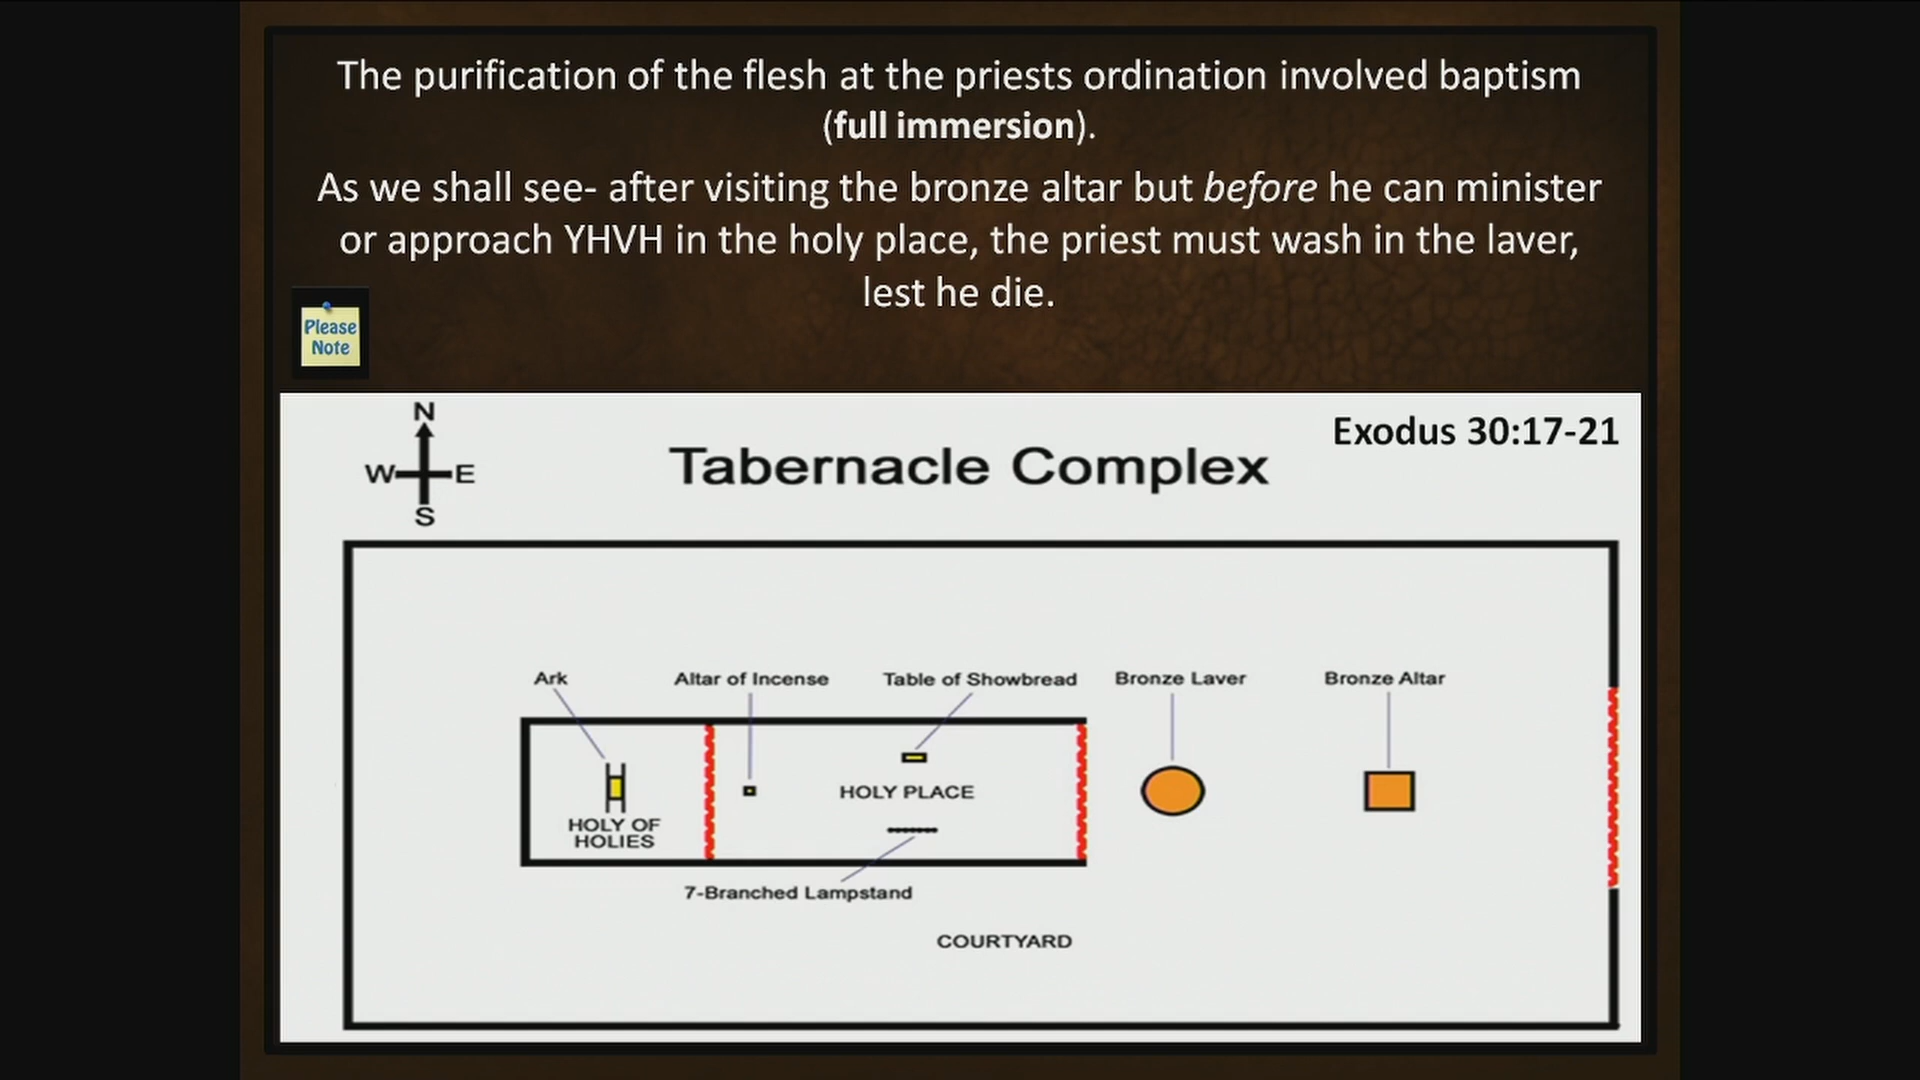 The purification of the flesh at the priests ordination involved baptism
(full immersion).
As we shall see- after visiting the bronze altar but before he can minister
or approach YHVH in the holy place, the priest must wash in the laver,
lest he die.
Please
Note
Exodus 30:17-21
N
W E
S
Tabernacle Complex
Ark
Altar of Incense
Table of Showbread
Bronze Laver
Bronze Altar
HOLY PLACE
HOLY OF
HOLIES
7-Branched Lampstand
COURTYARD